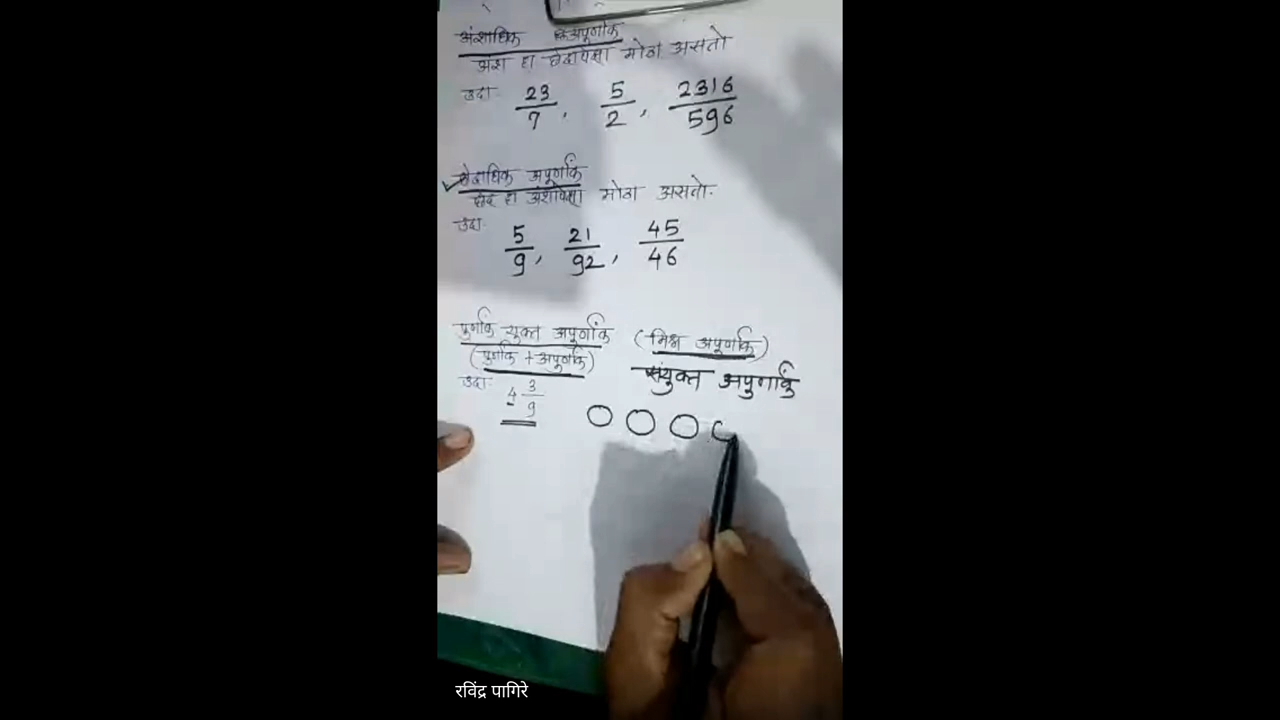 अंशाधिक अपूर्णांक
अंश हा छेदापेक्षा मोठा असतो
उदा. 23/7, 5/2, 2316/596
छेदाधिक अपूर्णांक
छेद हा अंशापेक्षा मोठा असतो.
उदा. 5/9, 21/92, 45/46
पुर्णांक युक्त अपूर्णांक (मिश्र अपूर्णांक)
(पुर्णांक + अपूर्णांक) संयुक्त अपुर्णांक
उदा. 4 3/9
रविंद्र पागिरे